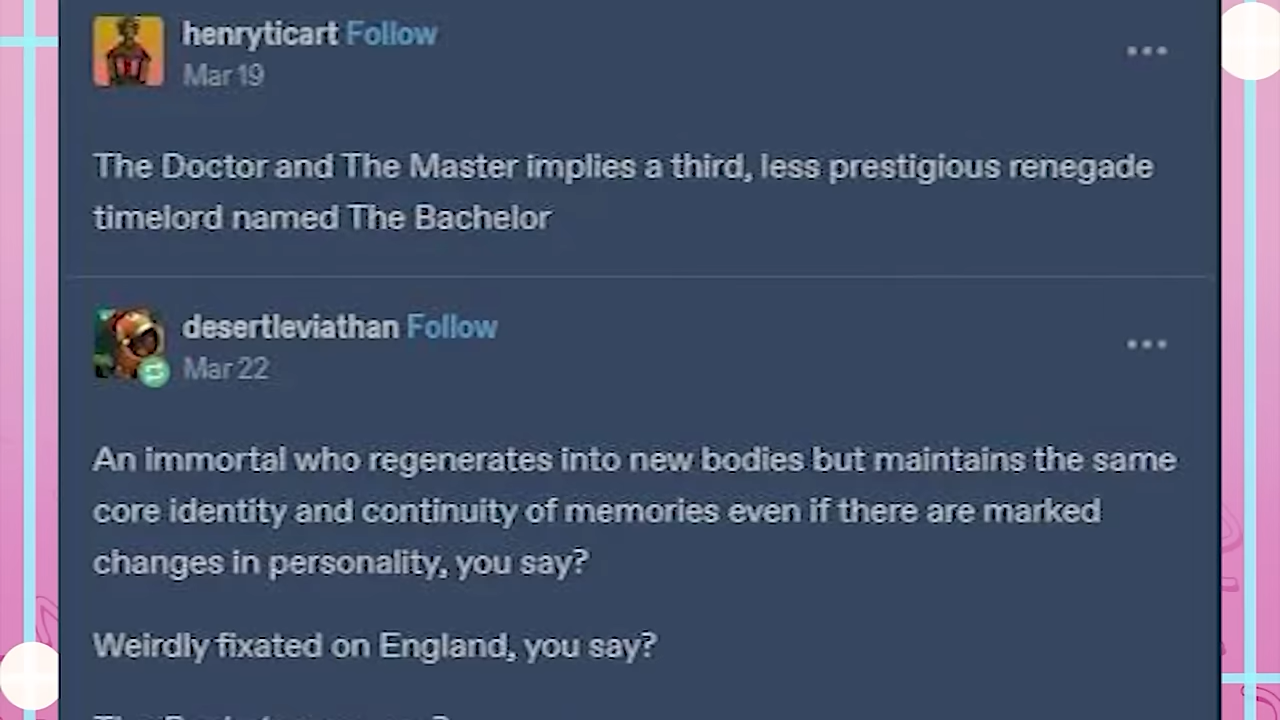 henryticart Follow
Mar 19
The Doctor and The Master implies a third, less prestigious renegade
timelord named The Bachelor
desertleviathan Follow
Mar 22
An immortal who regenerates into new bodies but maintains the same
core identity and continuity of memories even if there are marked
changes in personality, you say?
Weirdly fixated on England, you say?